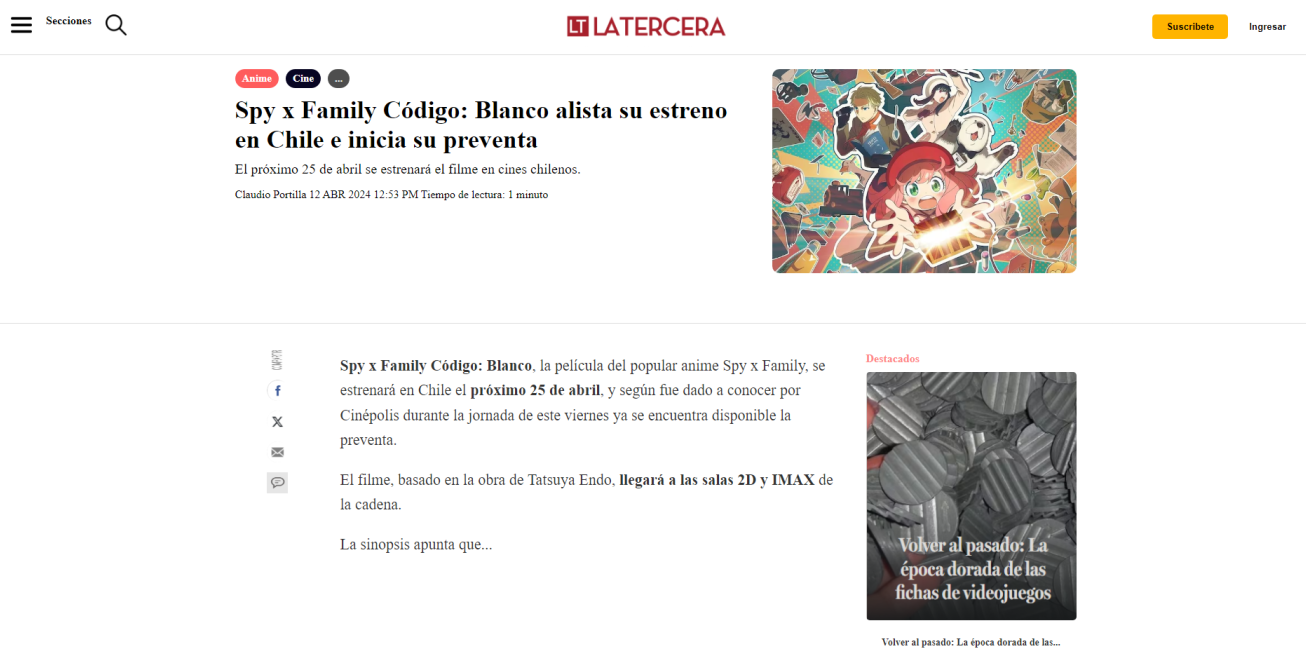 Secciones
LT LATERCERA
Suscríbete
Ingresar
Anime Cine ...
Spy x Family Código: Blanco alista su estreno
en Chile e inicia su preventa
El próximo 25 de abril se estrenará el filme en cines chilenos.
Claudio Portilla 12 ABR 2024 12:53 PM Tiempo de lectura: 1 minuto
Spy x Family Código: Blanco, la película del popular anime Spy x Family, se
estrenará en Chile el próximo 25 de abril, y según fue dado a conocer por
Cinépolis durante la jornada de este viernes ya se encuentra disponible la
preventa.
El filme, basado en la obra de Tatsuya Endo, llegará a las salas 2D y IMAX de
la cadena.
La sinopsis apunta que...
Destacados
Volver al pasado: La
época dorada de las
fichas de videojuegos
Volver al pasado: La época dorada de las...